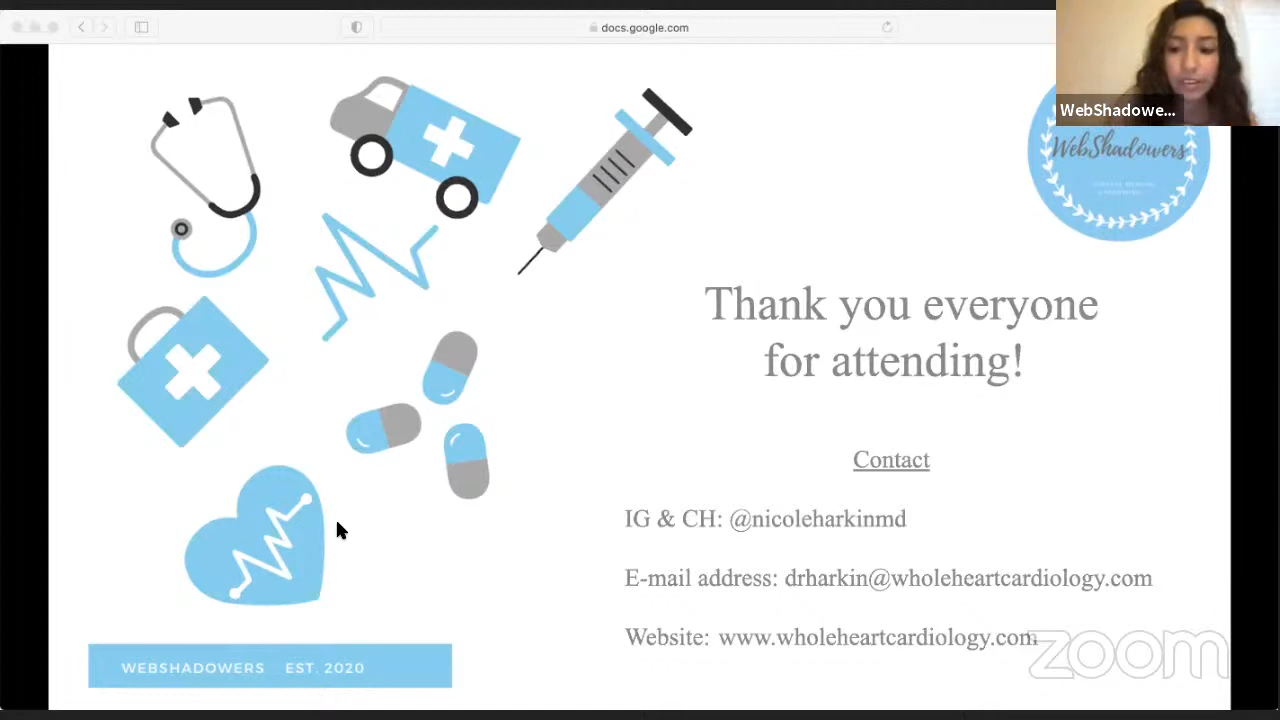 docs.google.com
WebShadowe...
WebShadowers
Thank you everyone
for attending!
Contact
IG & CH: @nicoleharkinmd
E-mail address: drharkin@wholeheartcardiology.com
Website: www.wholeheartcardiology.com
zoom
WEBSHADOWERS EST. 2020